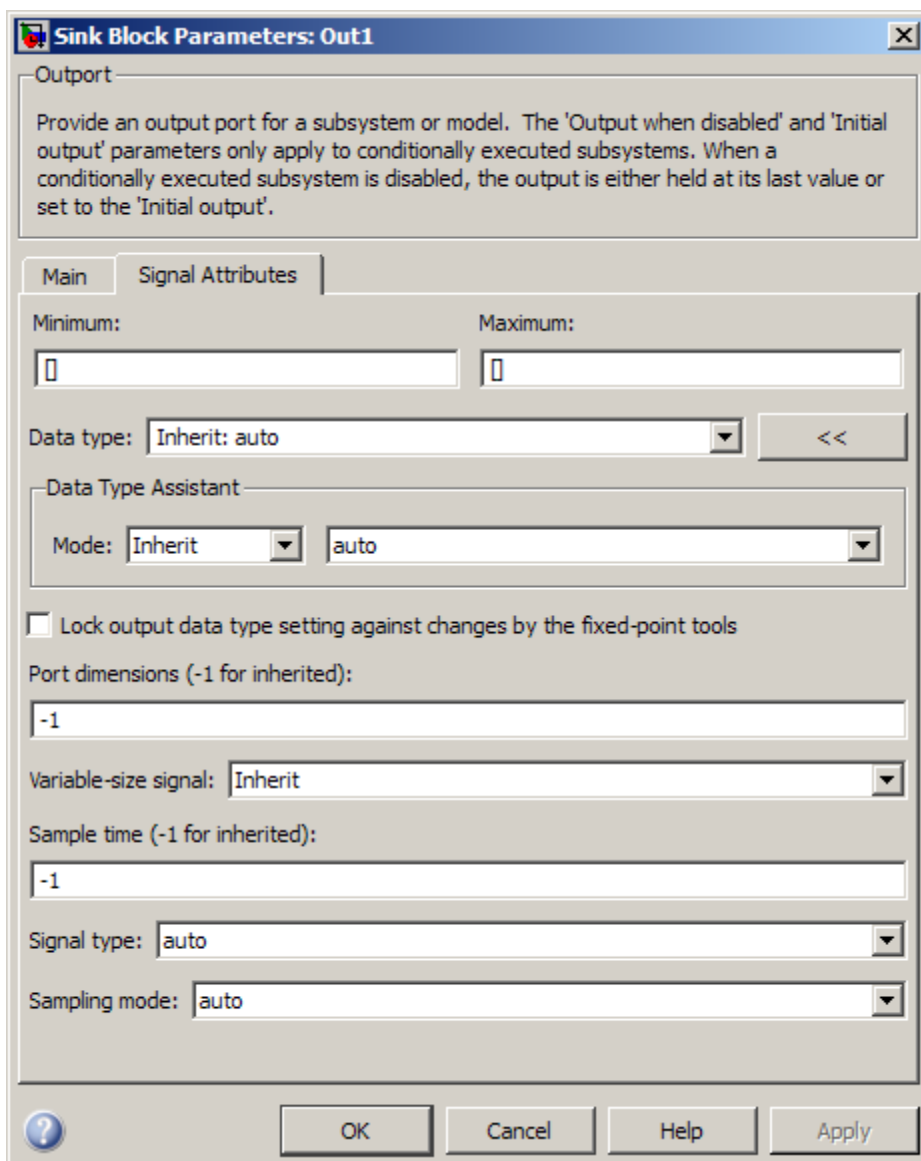 Sink Block Parameters: Out1
Outport
Provide an output port for a subsystem or model. The 'Output when disabled' and 'Initial
output' parameters only apply to conditionally executed subsystems. When a
conditionally executed subsystem is disabled, the output is either held at its last value or
set to the 'Initial output'.
Main Signal Attributes
Minimum: Maximum:
[] []
Data type: Inherit: auto <<
Data Type Assistant
Mode: Inherit auto
Lock output data type setting against changes by the fixed-point tools
Port dimensions (-1 for inherited):
-1
Variable-size signal: Inherit
Sample time (-1 for inherited):
-1
Signal type: auto
Sampling mode: auto
OK Cancel Help Apply